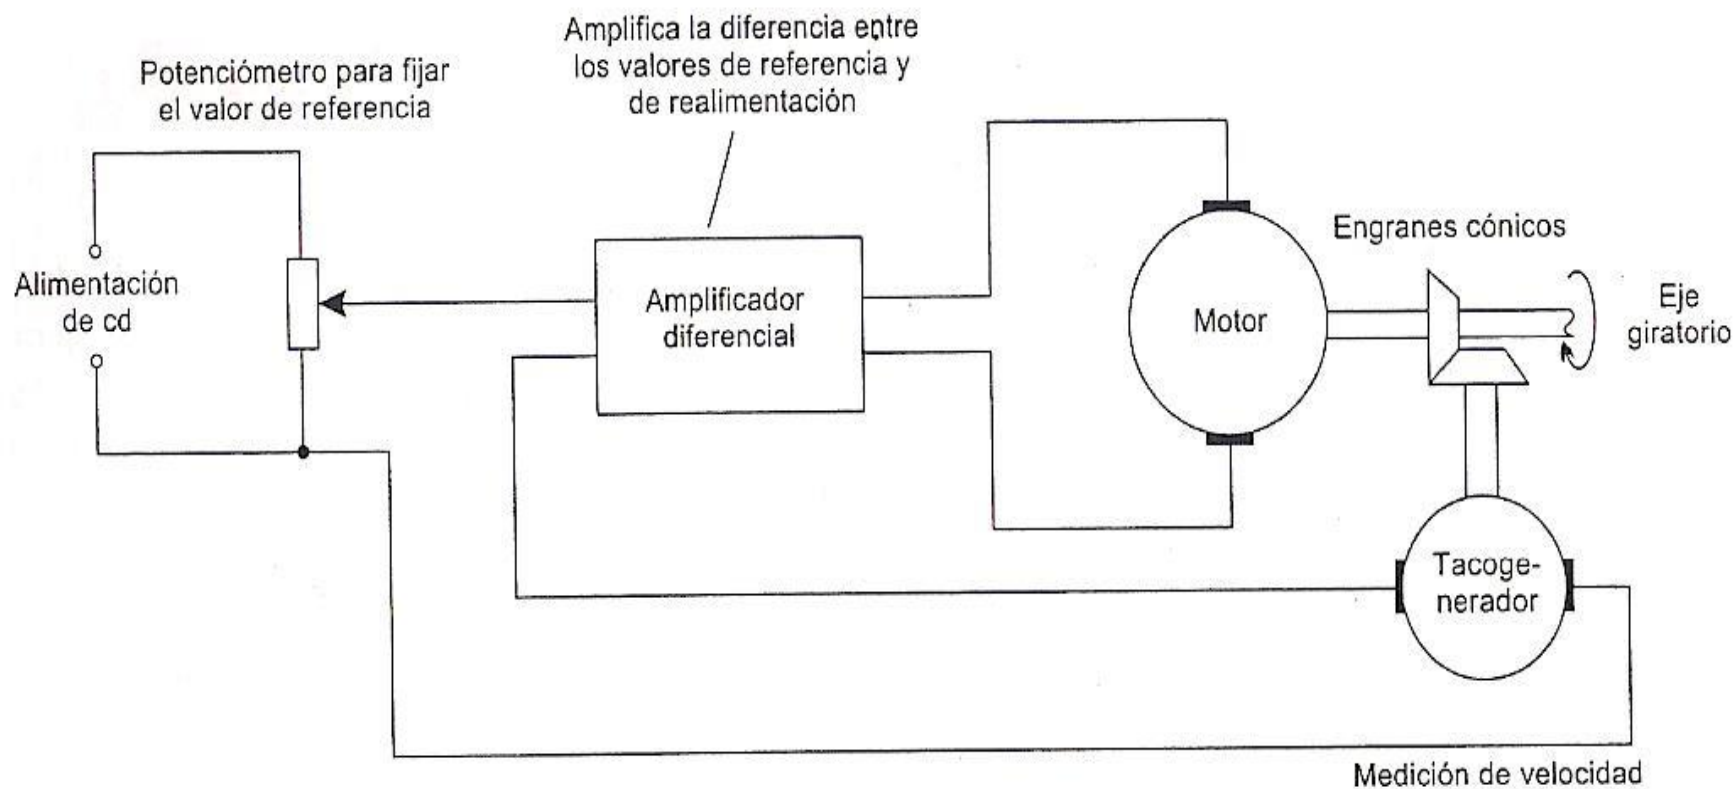 Amplifica la diferencia entre
los valores de referencia y
de realimentación
Potenciómetro para fijar
el valor de referencia
Alimentación
de cd
Amplificador
diferencial
Motor
Engranes cónicos
Eje
giratorio
Tacoge-
nerador
Medición de velocidad